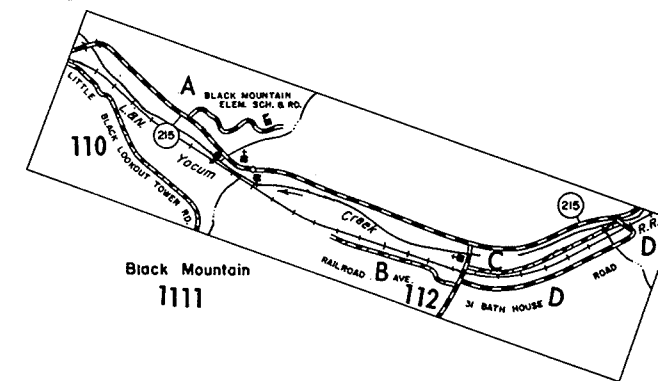 A
BLACK MOUNTAIN
ELEM. SCH. & RD.
LITTLE
BLACK LOOKOUT TOWER RD.
L.&N.
215
110
Yocum
Creek
215
R.R.
D
C
B
RAILROAD AVE.
112
31 BATH HOUSE
ROAD
D
Black Mountain
1111